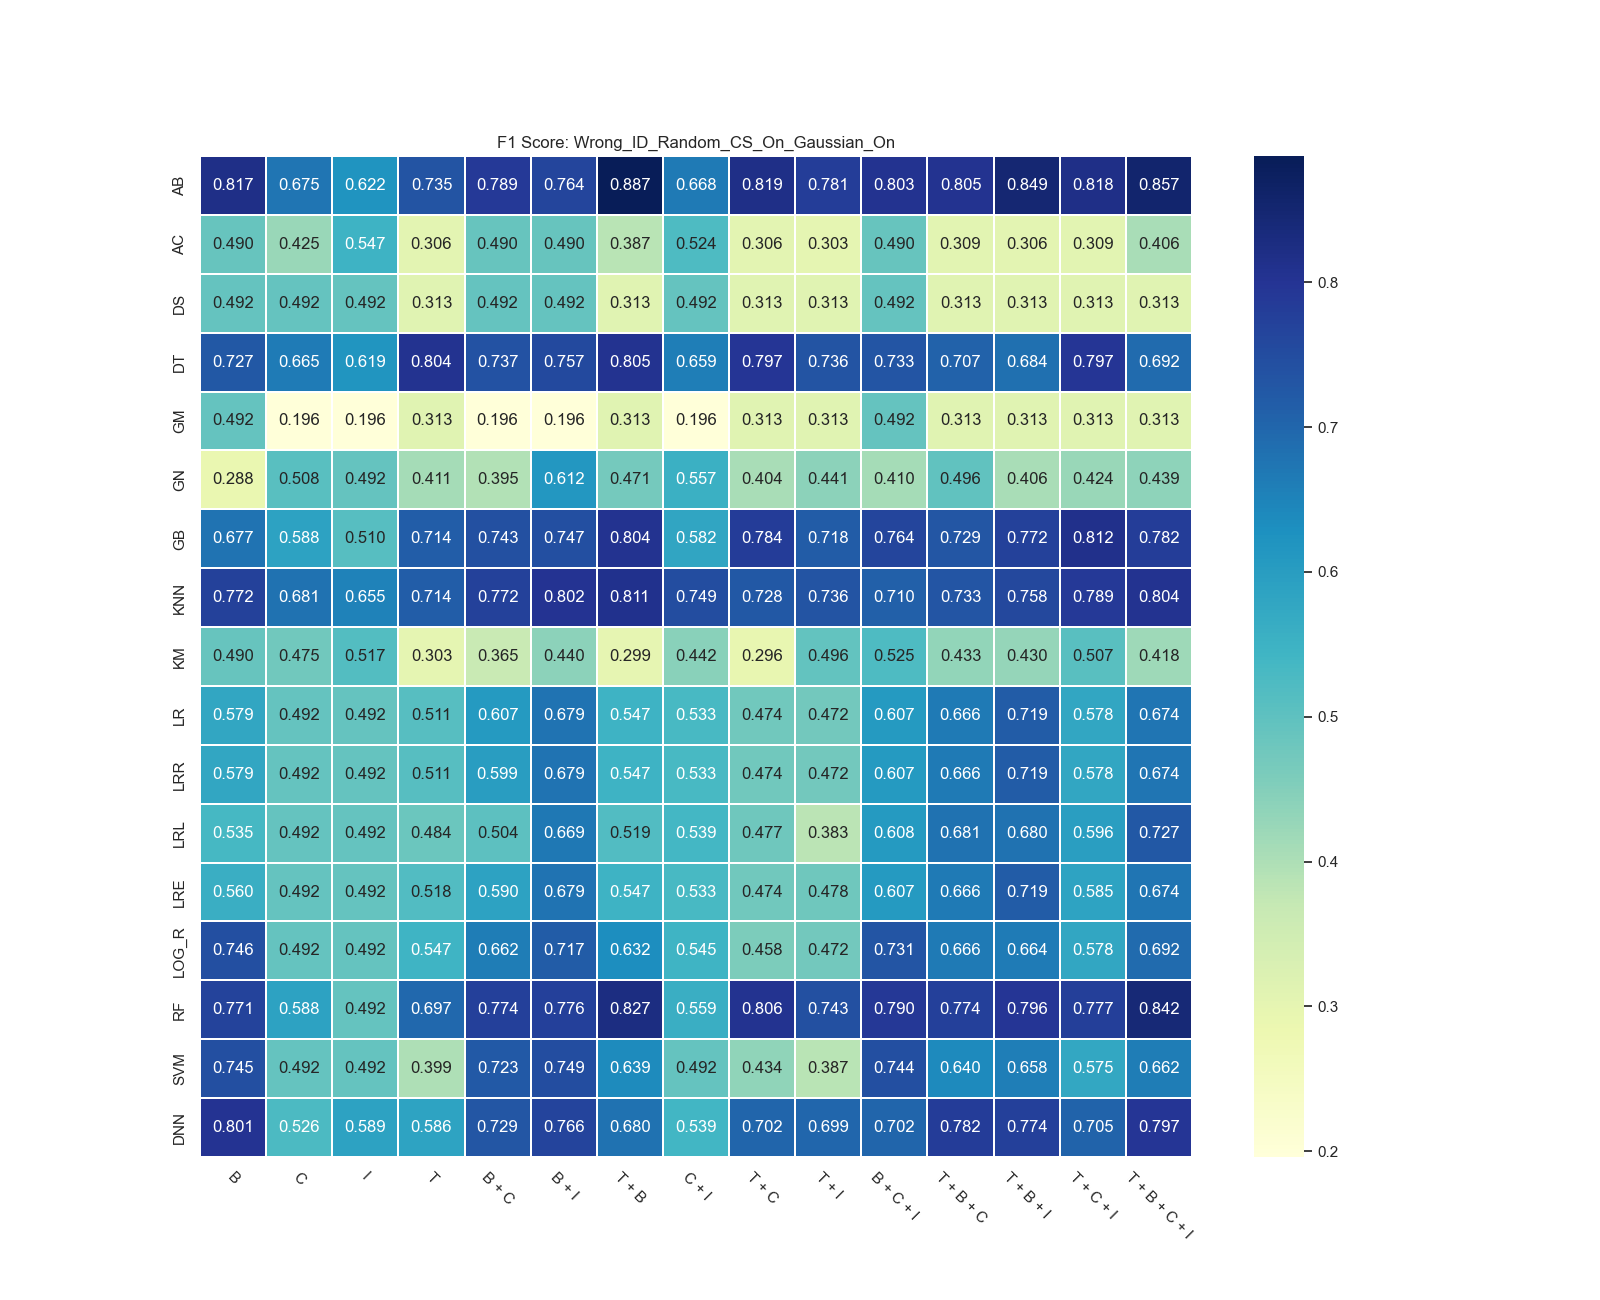 F1 Score: Wrong_ID_Random_CS_On_Gaussian_On
AB 0.817 0.675 0.622 0.735 0.789 0.764 0.887 0.668 0.819 0.781 0.803 0.805 0.849 0.818 0.857
AC 0.490 0.425 0.547 0.306 0.490 0.490 0.387 0.524 0.306 0.303 0.490 0.309 0.306 0.309 0.406
DS 0.492 0.492 0.492 0.313 0.492 0.492 0.313 0.492 0.313 0.313 0.492 0.313 0.313 0.313 0.313
DT 0.727 0.665 0.619 0.804 0.737 0.757 0.805 0.659 0.797 0.736 0.733 0.707 0.684 0.797 0.692
GM 0.492 0.196 0.196 0.313 0.196 0.196 0.313 0.196 0.313 0.313 0.492 0.313 0.313 0.313 0.313
GN 0.288 0.508 0.492 0.411 0.395 0.612 0.471 0.557 0.404 0.441 0.410 0.496 0.406 0.424 0.439
GB 0.677 0.588 0.510 0.714 0.743 0.747 0.804 0.582 0.784 0.718 0.764 0.729 0.772 0.812 0.782
KNN 0.772 0.681 0.655 0.714 0.772 0.802 0.811 0.749 0.728 0.736 0.710 0.733 0.758 0.789 0.804
KM 0.490 0.475 0.517 0.303 0.365 0.440 0.299 0.442 0.296 0.496 0.525 0.433 0.430 0.507 0.418
LR 0.579 0.492 0.492 0.511 0.607 0.679 0.547 0.533 0.474 0.472 0.607 0.666 0.719 0.578 0.674
LRR 0.579 0.492 0.492 0.511 0.599 0.679 0.547 0.533 0.474 0.472 0.607 0.666 0.719 0.578 0.674
LRL 0.535 0.492 0.492 0.484 0.504 0.669 0.519 0.539 0.477 0.383 0.608 0.681 0.680 0.596 0.727
LRE 0.560 0.492 0.492 0.518 0.590 0.679 0.547 0.533 0.474 0.478 0.607 0.666 0.719 0.585 0.674
LOG_R 0.746 0.492 0.492 0.547 0.662 0.717 0.632 0.545 0.458 0.472 0.731 0.666 0.664 0.578 0.692
RF 0.771 0.588 0.492 0.697 0.774 0.776 0.827 0.559 0.806 0.743 0.790 0.774 0.796 0.777 0.842
SVM 0.745 0.492 0.492 0.399 0.723 0.749 0.639 0.492 0.434 0.387 0.744 0.640 0.658 0.575 0.662
DNN 0.801 0.526 0.589 0.586 0.729 0.766 0.680 0.539 0.702 0.699 0.702 0.782 0.774 0.705 0.797
B
C
I
T
B + C
B + I
T + B
C + I
T + C
T + I
B + C + I
T + B + C
T + B + I
T + C + I
T + B + C + I
0.8
0.7
0.6
0.5
0.4
0.3
0.2